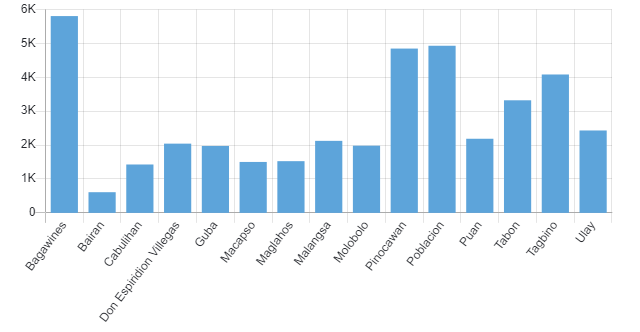 6K
5K
4K
3K
2K
1K
0
Bagawines
Bairan
Cabulihan
Don Espiridion Villegas
Guba
Macapso
Maglahos
Malangsa
Molobolo
Pinocawan
Poblacion
Puan
Tabon
Tagbino
Ulay